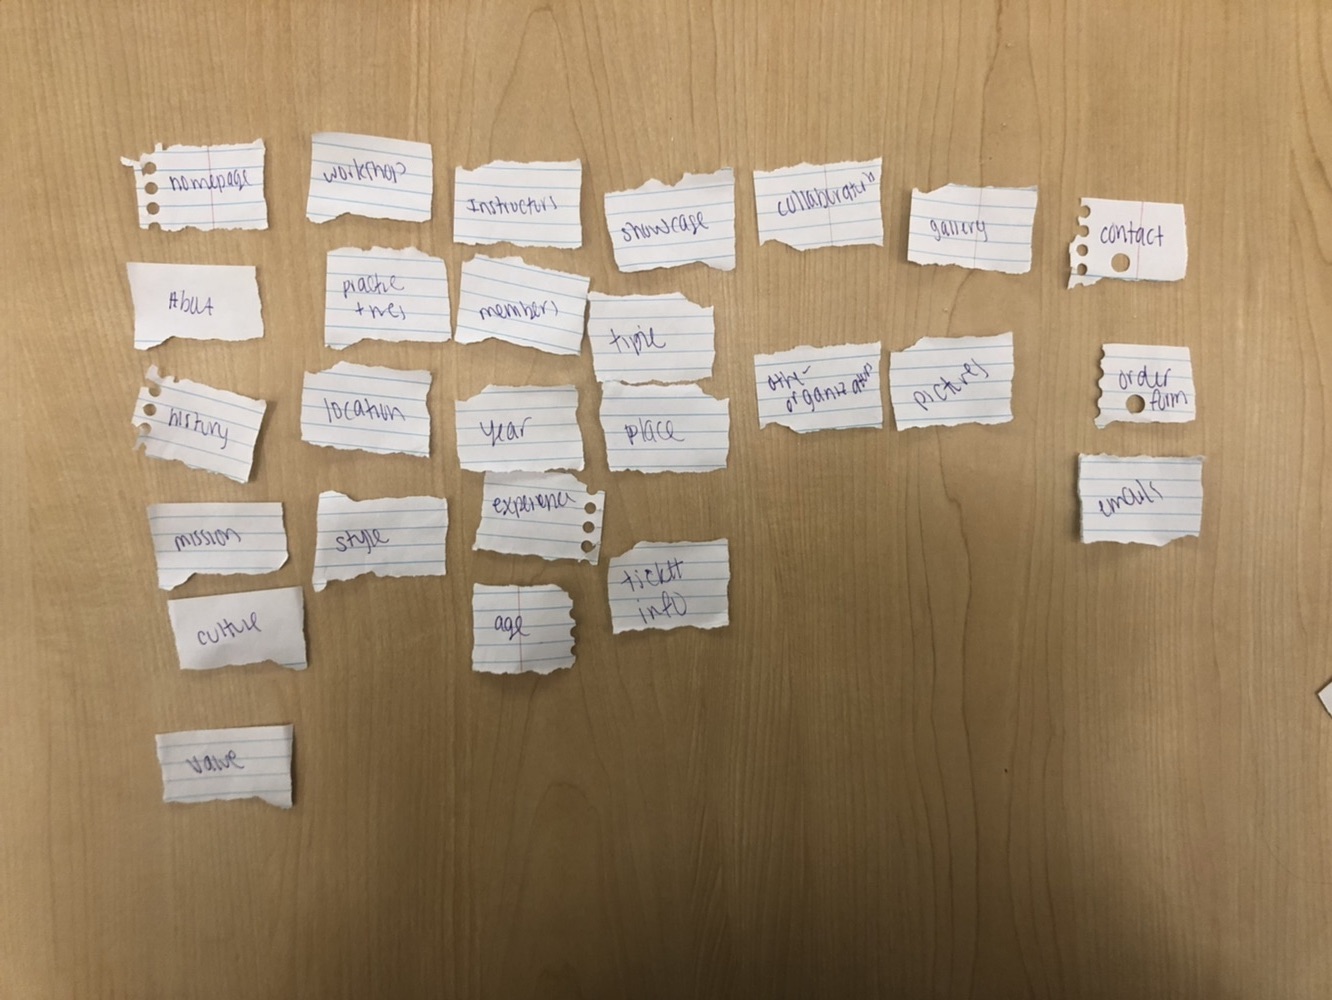 homepage
About
history
mission
culture
value
workshop
practice
times
location
style
Instructors
members
year
experience
age
showcase
time
place
ticket
info
collaboration
other
organizations
gallery
pictures
contact
order
form
emails